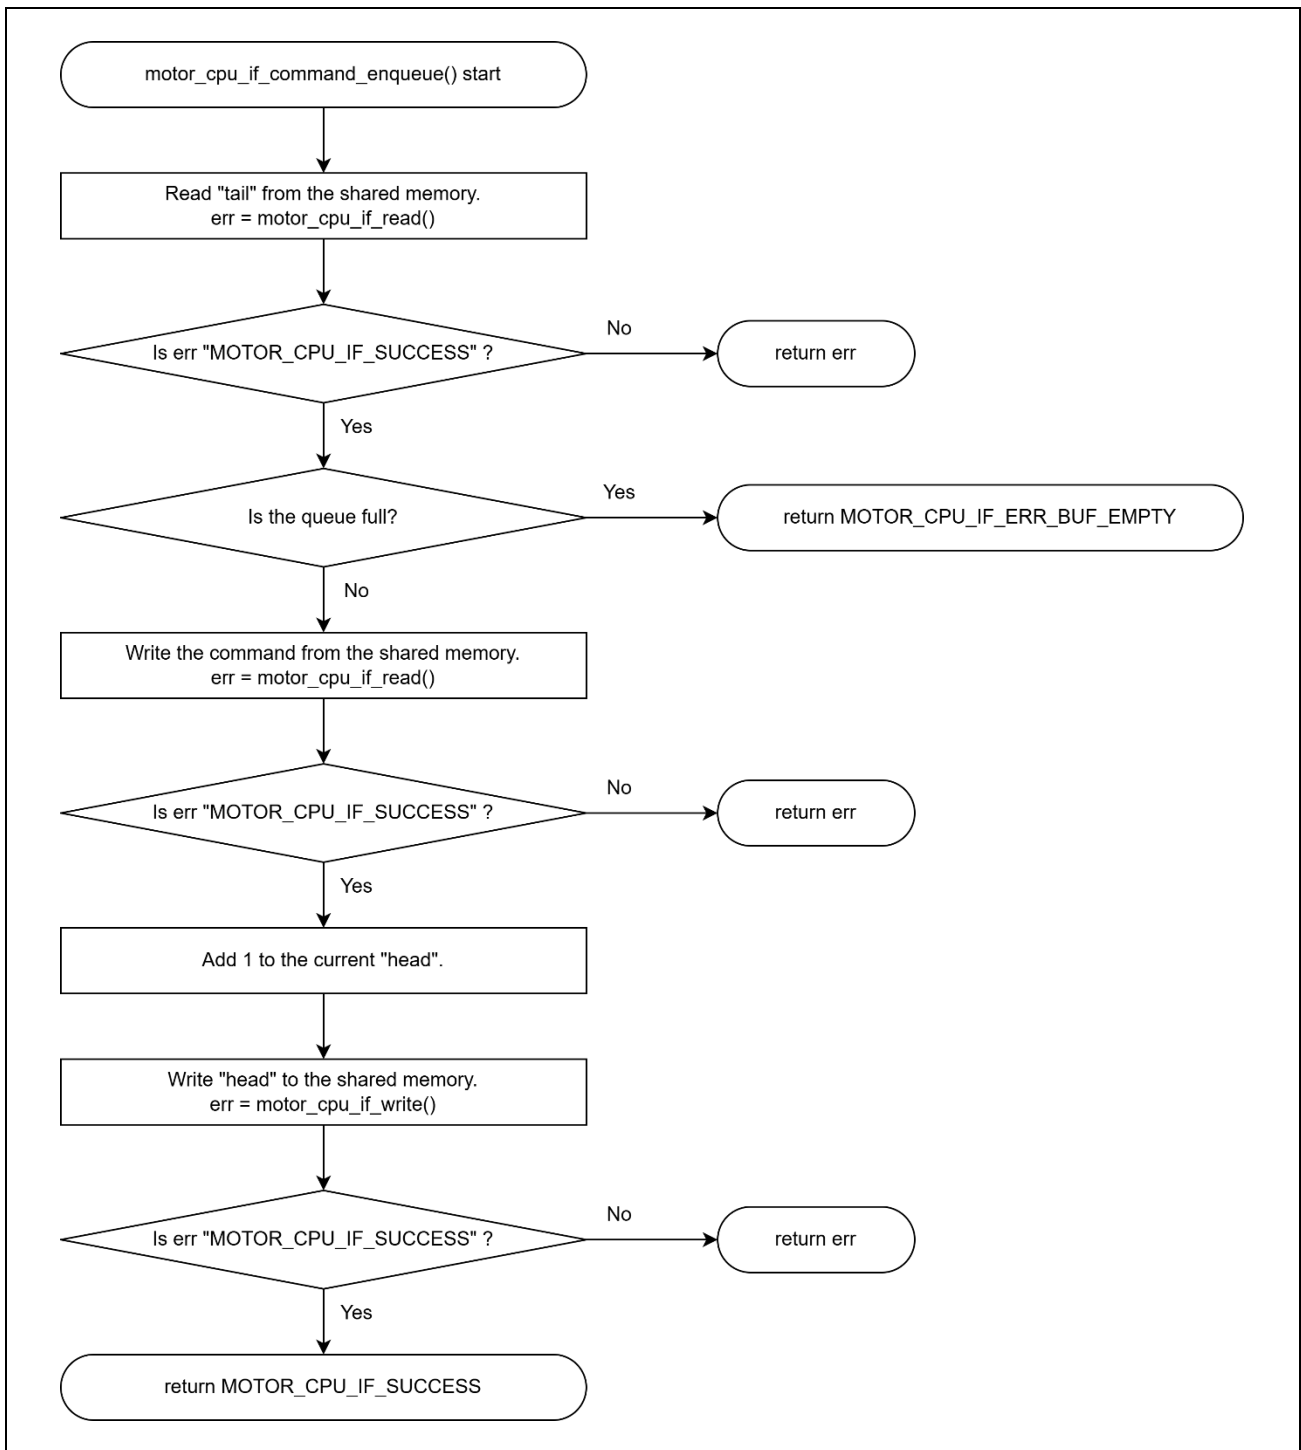 motor_cpu_if_command_enqueue() start
Read "tail" from the shared memory.
err = motor_cpu_if_read()
Is err "MOTOR_CPU_IF_SUCCESS" ?
No
return err
Yes
Is the queue full?
Yes
return MOTOR_CPU_IF_ERR_BUF_EMPTY
No
Write the command from the shared memory.
err = motor_cpu_if_read()
Is err "MOTOR_CPU_IF_SUCCESS" ?
No
return err
Yes
Add 1 to the current "head".
Write "head" to the shared memory.
err = motor_cpu_if_write()
Is err "MOTOR_CPU_IF_SUCCESS" ?
No
return err
Yes
return MOTOR_CPU_IF_SUCCESS